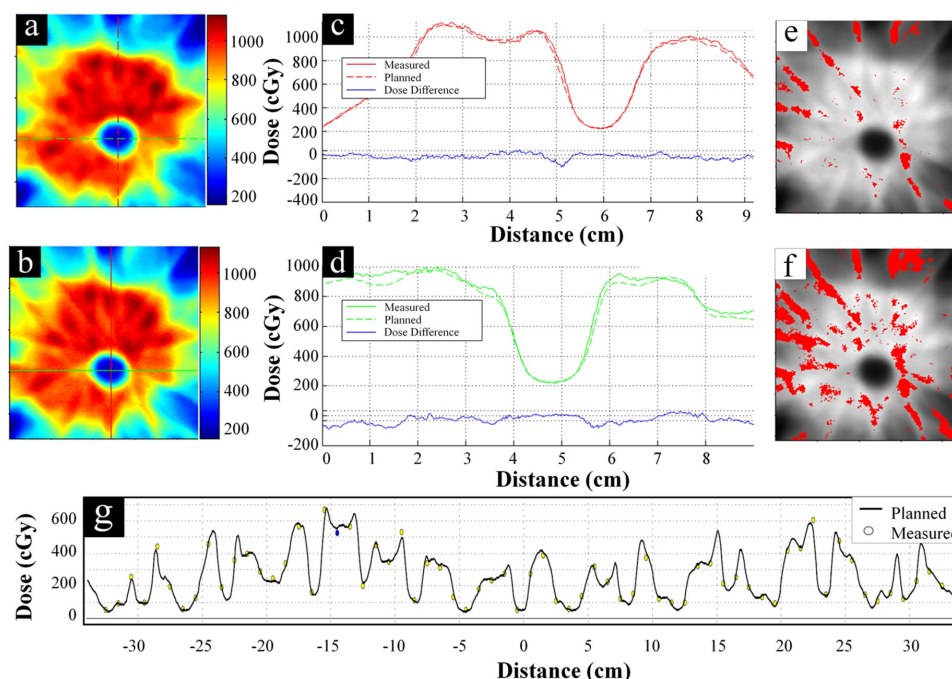 a
1000
800
600
400
200
Dose (cGy)
c
1000
800
600
400
200
0
-200
-400
Measured
Planned
Dose Difference
0 1 2 3 4 5 6 7 8 9
Distance (cm)
e
b
1000
800
600
400
200
Dose (cGy)
d
1000
800
600
400
200
0
-200
Measured
Planned
Dose Difference
0 1 2 3 4 5 6 7 8
Distance (cm)
f
g
Dose (cGy)
600
400
200
0
Planned
Measured
-30 -25 -20 -15 -10 -5 0 5 10 15 20 25 30
Distance (cm)